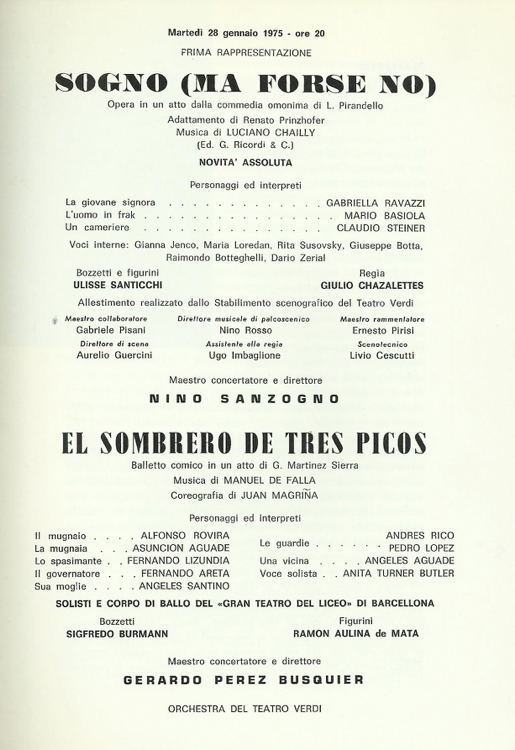 Martedì 28 gennaio 1975 - ore 20
PRIMA RAPPRESENTAZIONE
SOGNO (MA FORSE NO)
Opera in un atto dalla commedia omonima di L. Pirandello
Adattamento di Renato Prinzhofer
Musica di LUCIANO CHAILLY
(Ed. G. Ricordi & C.)
NOVITA' ASSOLUTA
Personaggi ed interpreti
La giovane signora . . . . . . . . . . . . . GABRIELLA RAVAZZI
L'uomo in frak . . . . . . . . . . . . . . . MARIO BASIOLA
Un cameriere . . . . . . . . . . . . . . . CLAUDIO STEINER
Voci interne: Gianna Jenco, Maria Loredan, Rita Susovsky, Giuseppe Botta,
Raimondo Botteghelli, Dario Zerial
Bozzetti e figurini
ULISSE SANTICCHI
Regia
GIULIO CHAZALETTES
Allestimento realizzato dallo Stabilimento scenografico del Teatro Verdi
Maestro collaboratore
Gabriele Pisani
Direttore musicale di palcoscenico
Nino Rosso
Maestro rammentatore
Ernesto Pirisi
Direttore di scena
Aurelio Guercini
Assistente alla regia
Ugo Imbaglione
Scenotecnico
Livio Cescutti
Maestro concertatore e direttore
NINO SANZOGNO
EL SOMBRERO DE TRES PICOS
Balletto comico in un atto di G. Martinez Sierra
Musica di MANUEL DE FALLA
Coreografia di JUAN MAGRIÑA
Personaggi ed interpreti
Il mugnaio . . . . ALFONSO ROVIRA
La mugnaia . . . ASUNCION AGUADE
Lo spasimante . . FERNANDO LIZUNDIA
Il governatore . . . FERNANDO ARETA
Sua moglie . . . . ANGELES SANTINO
Le guardie . . . . . . ANDRES RICO
PEDRO LOPEZ
Una vicina . . . . ANGELES AGUADE
Voce solista . . ANITA TURNER BUTLER
SOLISTI E CORPO DI BALLO DEL «GRAN TEATRO DEL LICEO» DI BARCELLONA
Bozzetti
SIGFREDO BURMANN
Figurini
RAMON AULINA de MATA
Maestro concertatore e direttore
GERARDO PEREZ BUSQUIER
ORCHESTRA DEL TEATRO VERDI